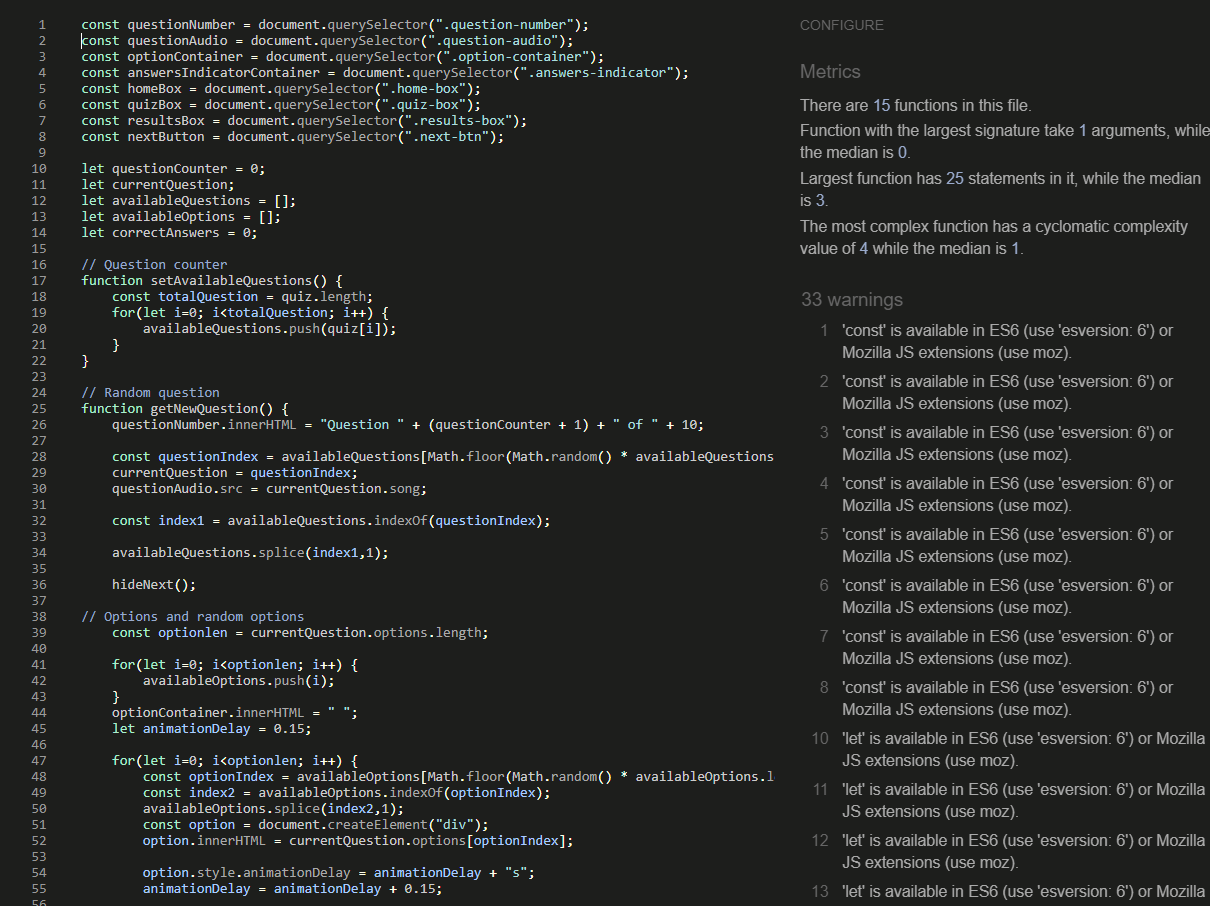 1 const questionNumber = document.querySelector(".question-number");
2 const questionAudio = document.querySelector(".question-audio");
3 const optionContainer = document.querySelector(".option-container");
4 const answersIndicatorContainer = document.querySelector(".answers-indicator");
5 const homeBox = document.querySelector(".home-box");
6 const quizBox = document.querySelector(".quiz-box");
7 const resultsBox = document.querySelector(".results-box");
8 const nextButton = document.querySelector(".next-btn");
9
10 let questionCounter = 0;
11 let currentQuestion;
12 let availableQuestions = [];
13 let availableOptions = [];
14 let correctAnswers = 0;
15
16 // Question counter
17 function setAvailableQuestions() {
18     const totalQuestion = quiz.length;
19     for(let i=0; i<totalQuestion; i++) {
20         availableQuestions.push(quiz[i]);
21     }
22 }
23
24 // Random question
25 function getNewQuestion() {
26     questionNumber.innerHTML = "Question " + (questionCounter + 1) + " of " + 10;
27
28     const questionIndex = availableQuestions[Math.floor(Math.random() * availableQuestions
29     currentQuestion = questionIndex;
30     questionAudio.src = currentQuestion.song;
31
32     const index1 = availableQuestions.indexOf(questionIndex);
33
34     availableQuestions.splice(index1,1);
35
36     hideNext();
37
38 // Options and random options
39     const optionlen = currentQuestion.options.length;
40
41     for(let i=0; i<optionlen; i++) {
42         availableOptions.push(i);
43     }
44     optionContainer.innerHTML = " ";
45     let animationDelay = 0.15;
46
47     for(let i=0; i<optionlen; i++) {
48         const optionIndex = availableOptions[Math.floor(Math.random() * availableOptions.l
49         const index2 = availableOptions.indexOf(optionIndex);
50         availableOptions.splice(index2,1);
51         const option = document.createElement("div");
52         option.innerHTML = currentQuestion.options[optionIndex];
53
54         option.style.animationDelay = animationDelay + "s";
55         animationDelay = animationDelay + 0.15;
56
CONFIGURE
Metrics
There are 15 functions in this file.
Function with the largest signature take 1 arguments, while
the median is 0.
Largest function has 25 statements in it, while the median
is 3.
The most complex function has a cyclomatic complexity
value of 4 while the median is 1.
33 warnings
1 'const' is available in ES6 (use 'esversion: 6') or
Mozilla JS extensions (use moz).
2 'const' is available in ES6 (use 'esversion: 6') or
Mozilla JS extensions (use moz).
3 'const' is available in ES6 (use 'esversion: 6') or
Mozilla JS extensions (use moz).
4 'const' is available in ES6 (use 'esversion: 6') or
Mozilla JS extensions (use moz).
5 'const' is available in ES6 (use 'esversion: 6') or
Mozilla JS extensions (use moz).
6 'const' is available in ES6 (use 'esversion: 6') or
Mozilla JS extensions (use moz).
7 'const' is available in ES6 (use 'esversion: 6') or
Mozilla JS extensions (use moz).
8 'const' is available in ES6 (use 'esversion: 6') or
Mozilla JS extensions (use moz).
10 'let' is available in ES6 (use 'esversion: 6') or Mozilla
JS extensions (use moz).
11 'let' is available in ES6 (use 'esversion: 6') or Mozilla
JS extensions (use moz).
12 'let' is available in ES6 (use 'esversion: 6') or Mozilla
JS extensions (use moz).
13 'let' is available in ES6 (use 'esversion: 6') or Mozilla